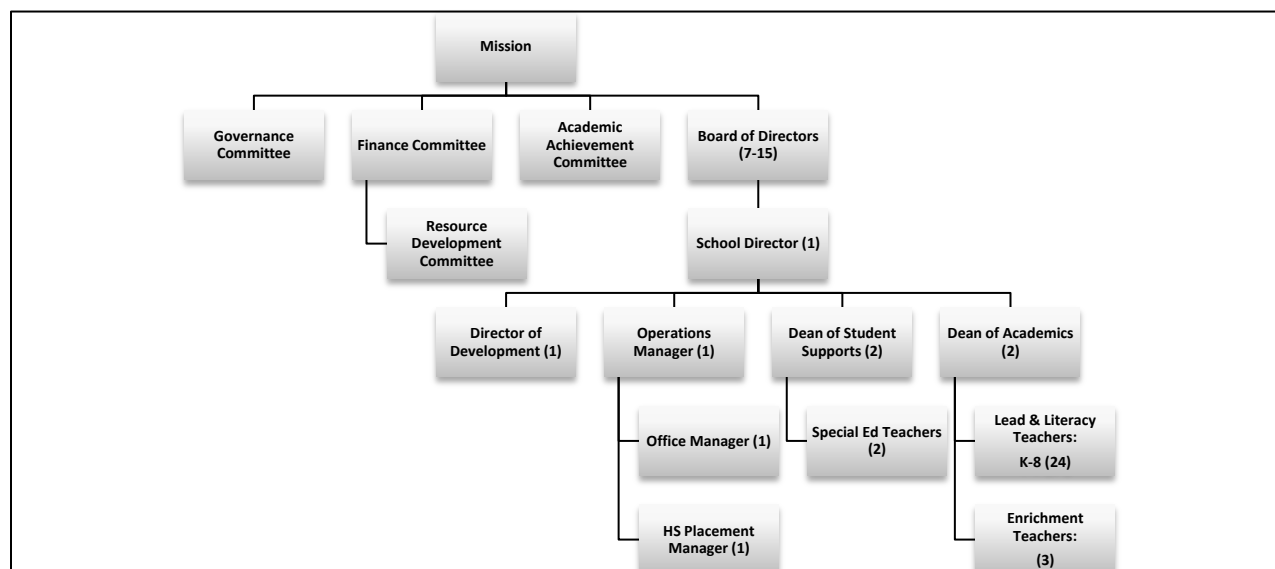 Mission
Governance
Committee
Finance Committee
Academic
Achievement
Committee
Board of Directors
(7-15)
Resource
Development
Committee
School Director (1)
Director of
Development (1)
Operations
Manager (1)
Dean of Student
Supports (2)
Dean of Academics
(2)
Office Manager (1)
Special Ed Teachers
(2)
Lead & Literacy
Teachers:
K-8 (24)
HS Placement
Manager (1)
Enrichment
Teachers:
(3)